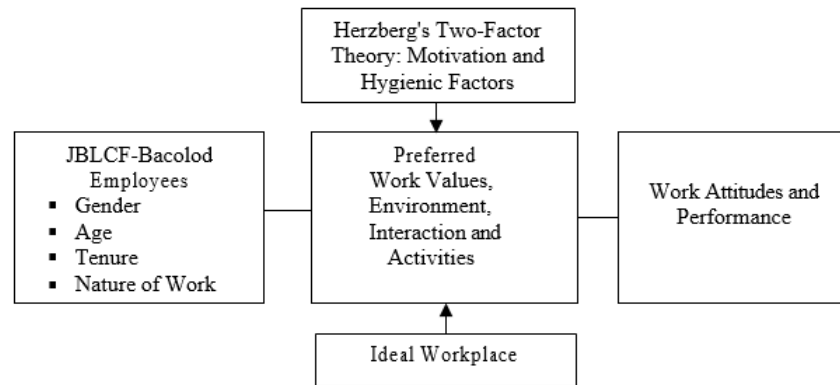 Herzberg's Two-Factor
Theory: Motivation and
Hygienic Factors
JBLCF-Bacolod
Employees
▪ Gender
▪ Age
▪ Tenure
▪ Nature of Work
Preferred
Work Values,
Environment,
Interaction and
Activities
Work Attitudes and
Performance
Ideal Workplace